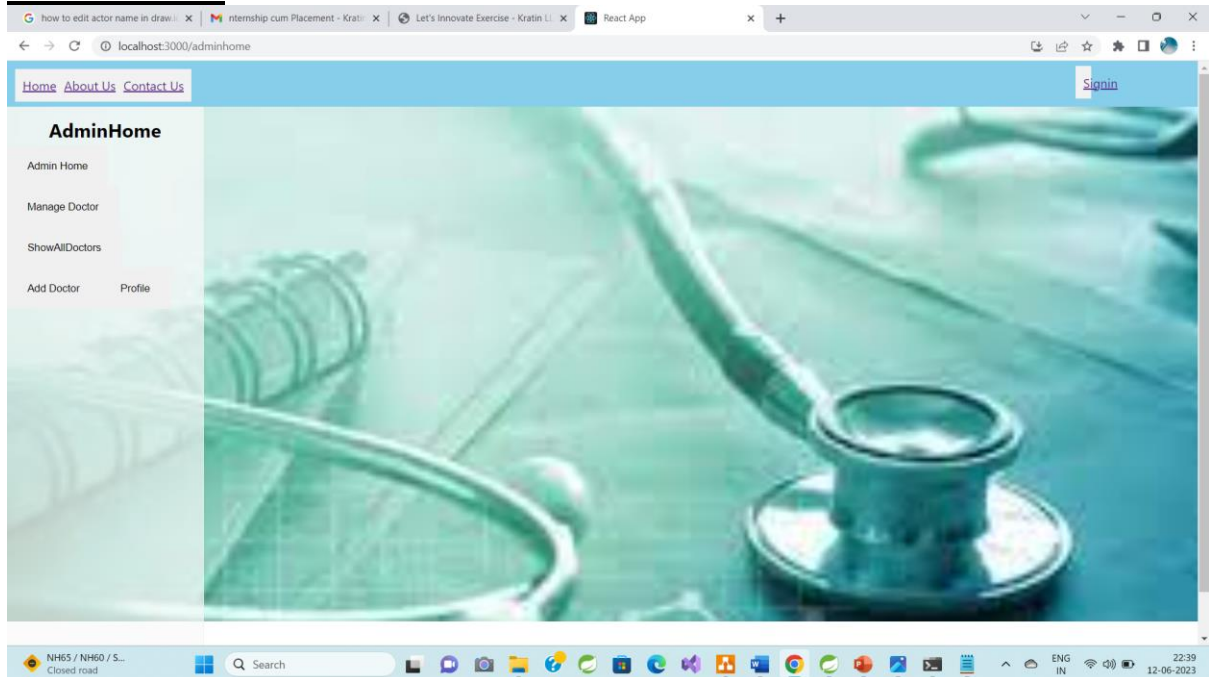 how to edit actor name in draw.i
nternship cum Placement - Krati
Let's Innovate Exercise - Kratin LL
React App
localhost:3000/adminhome
Home About Us Contact Us
Signin
AdminHome
Admin Home
Manage Doctor
ShowAllDoctors
Add Doctor Profile
NH65 / NH60 / S...
Closed road
Search
ENG
IN
22:39
12-06-2023